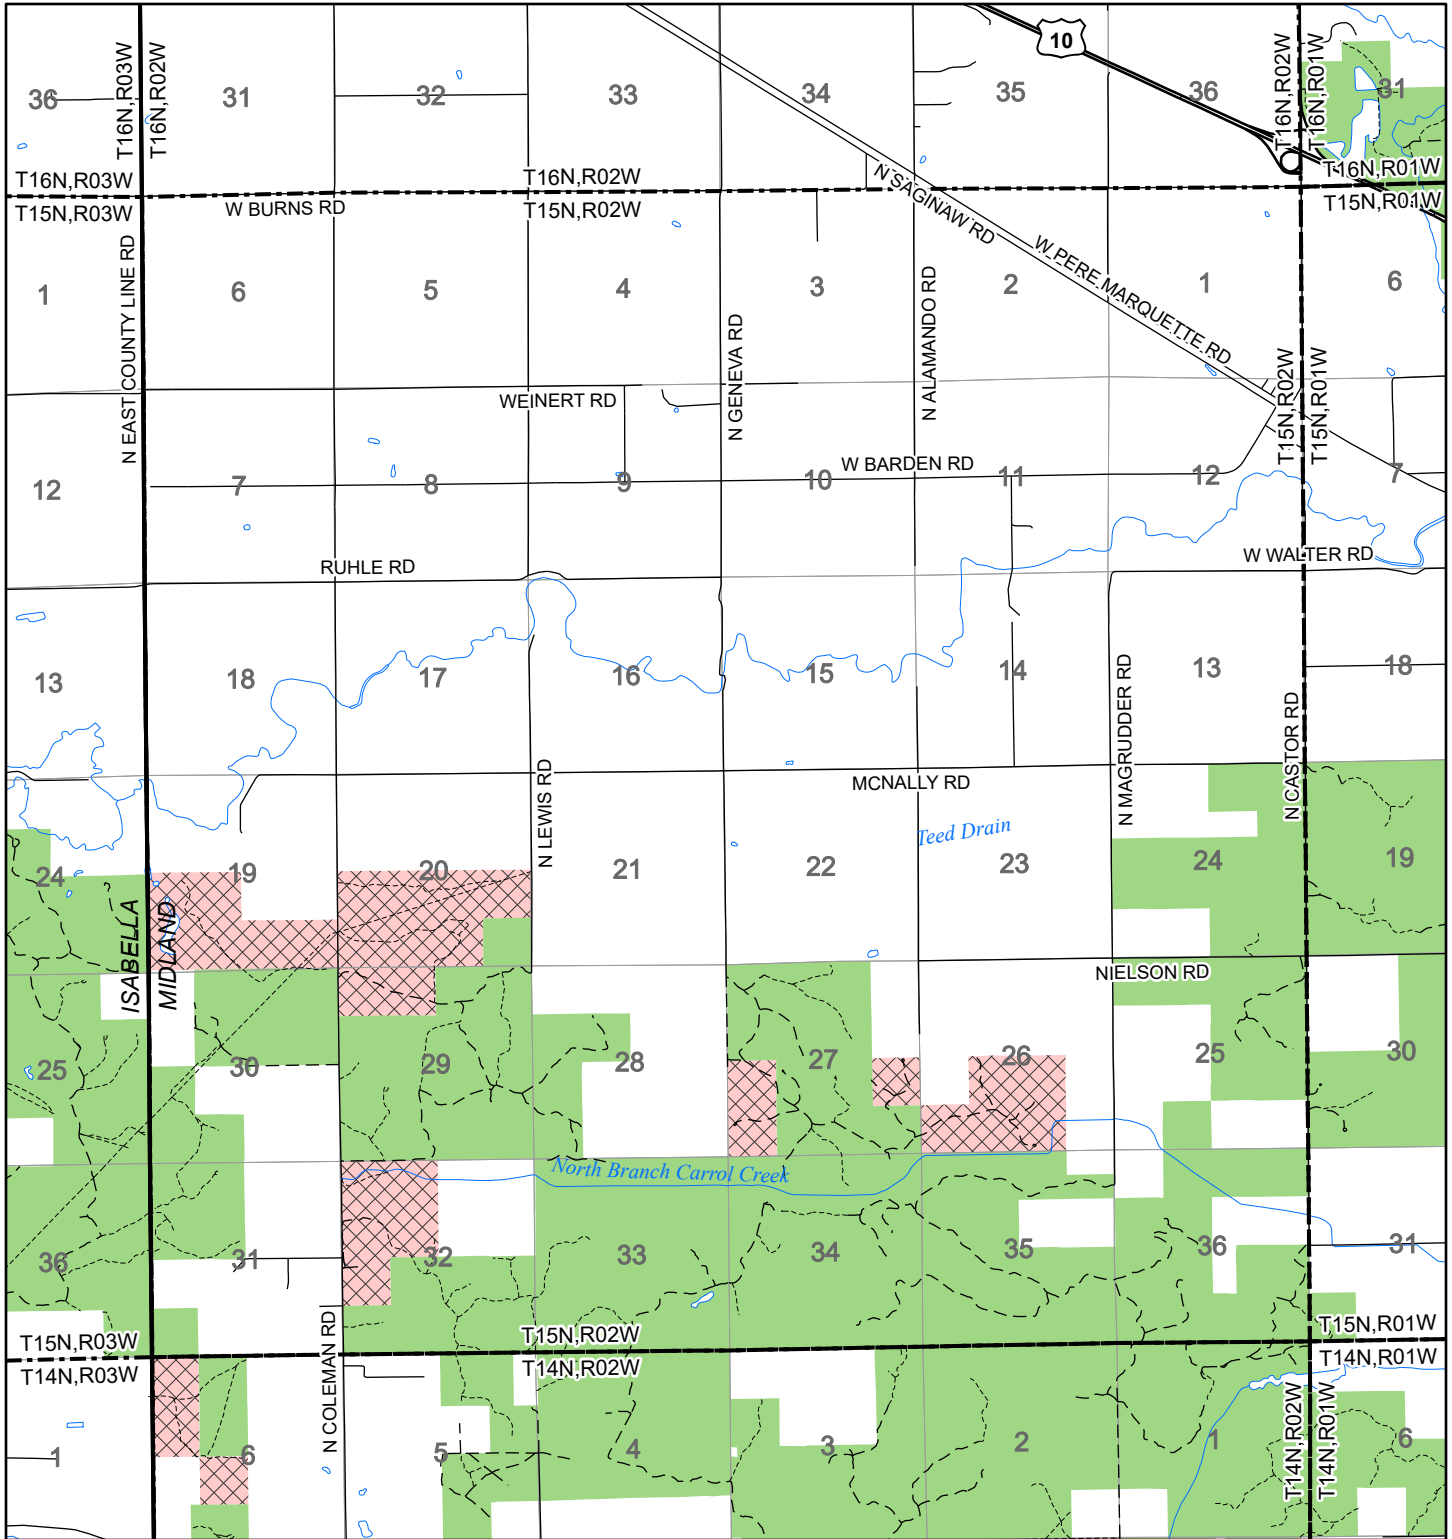 10
36
31
32
33
34
35
36
31
T16N,R03W
T16N,R02W
T16N,R02W
T16N,R01W
T16N,R03W
T16N,R02W
T16N,R01W
T15N,R03W
W BURNS RD
T15N,R02W
T15N,R01W
N SAGINAW RD
W PERE MARQUETTE RD
1
6
5
4
3
2
1
6
N EAST COUNTY LINE RD
N GENEVA RD
N ALAMANDO RD
T15N,R02W
T15N,R01W
WEINERT RD
W BARDEN RD
12
7
8
9
10
11
12
7
RUHLE RD
W WALTER RD
13
18
17
16
15
14
13
18
N MAGRUDDER RD
N CASTOR RD
N LEWIS RD
MCNALLY RD
Teed Drain
24
19
20
21
22
23
24
19
ISABELLA
MIDLAND
NIELSON RD
25
30
29
28
27
26
25
30
North Branch Carrol Creek
36
31
32
33
34
35
36
31
N COLEMAN RD
T15N,R03W
T15N,R02W
T15N,R01W
T14N,R03W
T14N,R02W
T14N,R01W
T14N,R02W
T14N,R01W
1
6
5
4
3
2
1
6